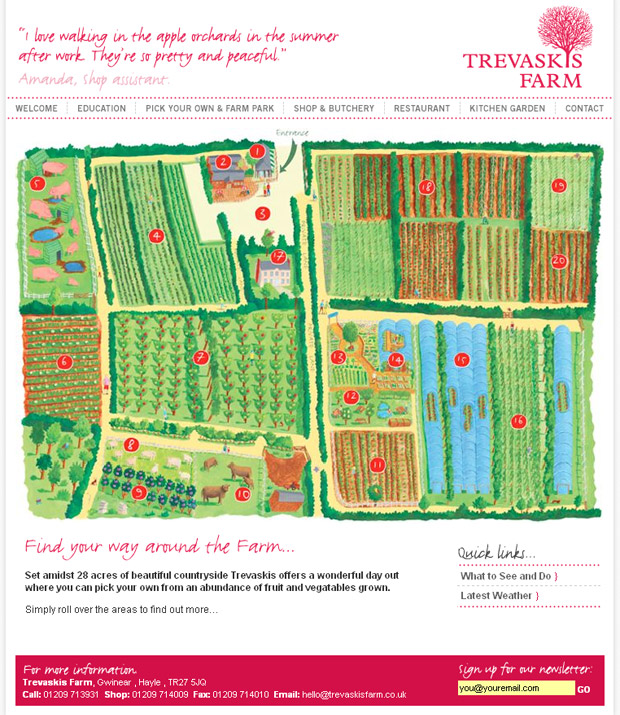 “I love walking in the apple orchards in the summer
after work. They're so pretty and peaceful.”
Amanda, Shop assistant.
TREVASKIS
FARM
WELCOME EDUCATION PICK YOUR OWN & FARM PARK SHOP & BUTCHERY RESTAURANT KITCHEN GARDEN CONTACT
Entrance
1
2
3
4
5
6
7
8
9
10
11
12
13
14
15
16
17
18
19
20
Find your way around the Farm...
Set amidst 28 acres of beautiful countryside Trevaskis offers a wonderful day out
where you can pick your own from an abundance of fruit and vegatables grown.
Simply roll over the areas to find out more...
Quick links...
What to See and Do }
Latest Weather }
For more information
Trevaskis Farm, Gwinear , Hayle , TR27 5JQ
Call: 01209 713931 Shop: 01209 714009 Fax: 01209 714010 Email: hello@trevaskisfarm.co.uk
Sign up for our newsletter:
you@youremail.com GO